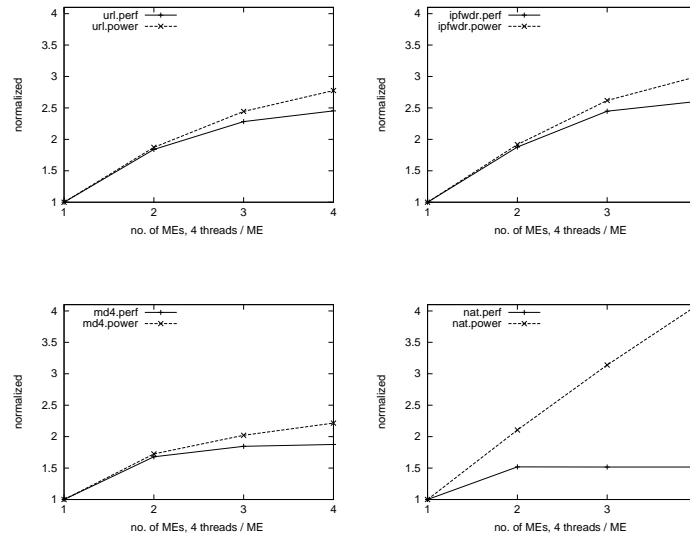 4
3.5
3
2.5
2
1.5
1
normalized
url.perf
url.power
1 2 3 4
no. of MEs, 4 threads / ME
4
3.5
3
2.5
2
1.5
1
normalized
ipfwdr.perf
ipfwdr.power
1 2 3
no. of MEs, 4 threads / ME
4
3.5
3
2.5
2
1.5
1
normalized
md4.perf
md4.power
1 2 3 4
no. of MEs, 4 threads / ME
4
3.5
3
2.5
2
1.5
1
normalized
nat.perf
nat.power
1 2 3
no. of MEs, 4 threads / ME